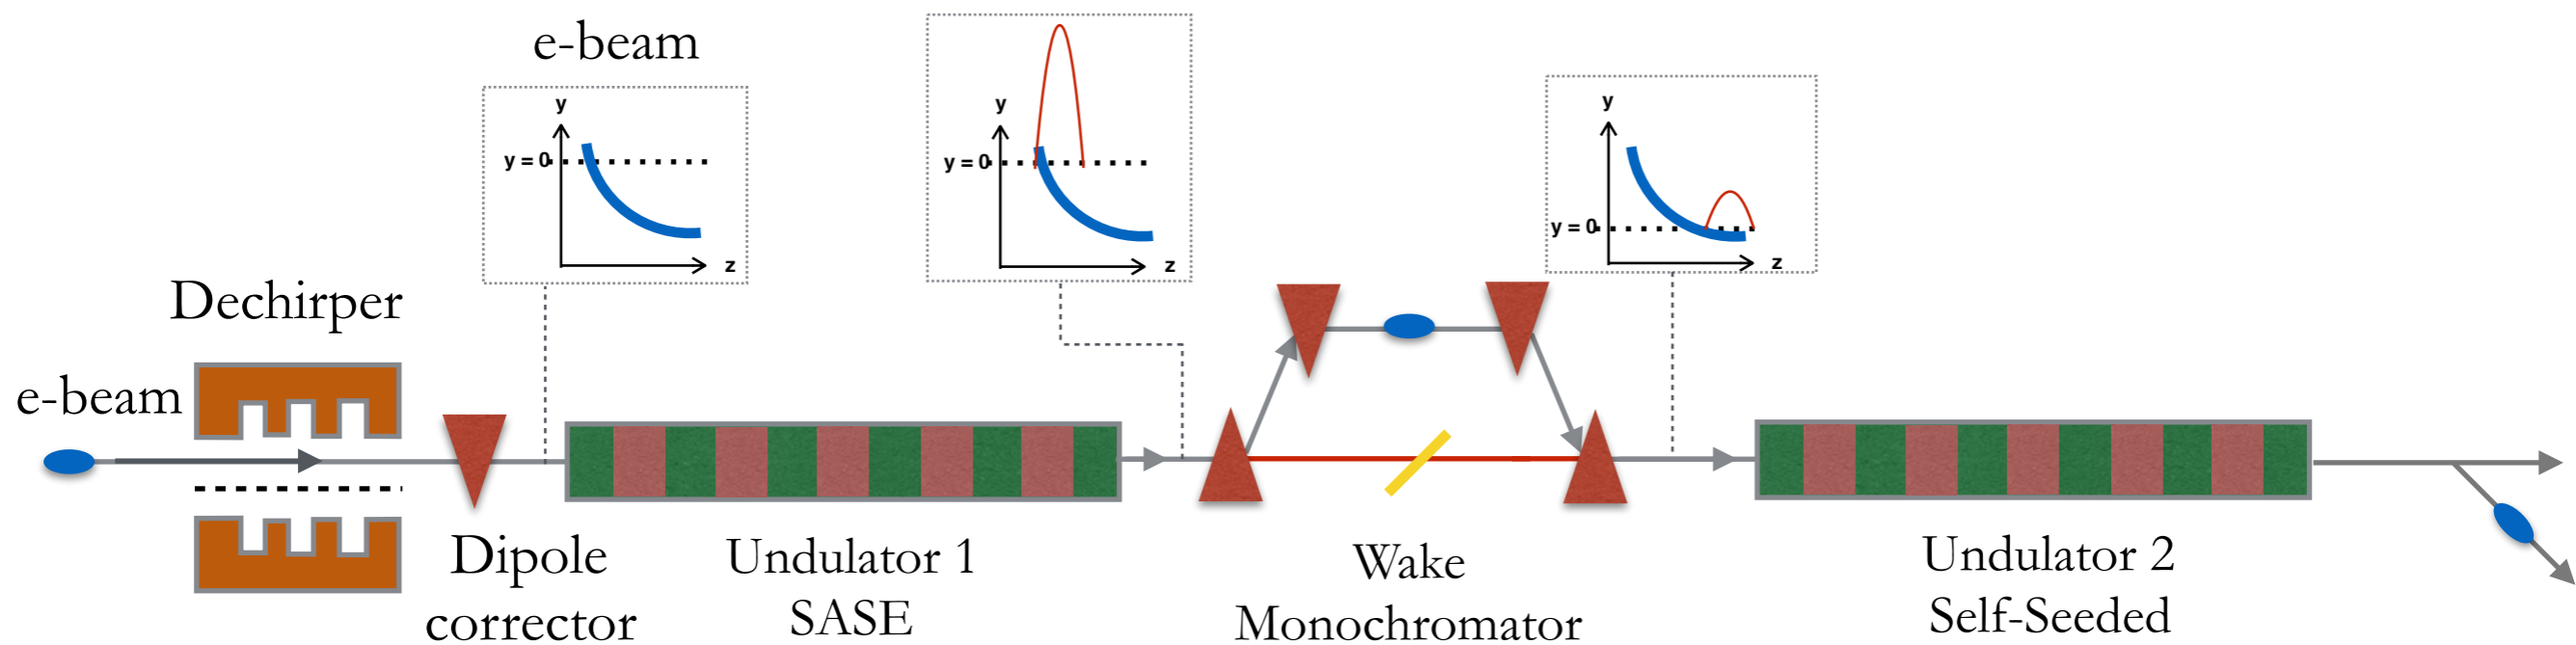 e-beam
y
y = 0
z
y
y = 0
z
y
y = 0
z
Dechirper
e-beam
Dipole
corrector
Undulator 1
SASE
Wake
Monochromator
Undulator 2
Self-Seeded